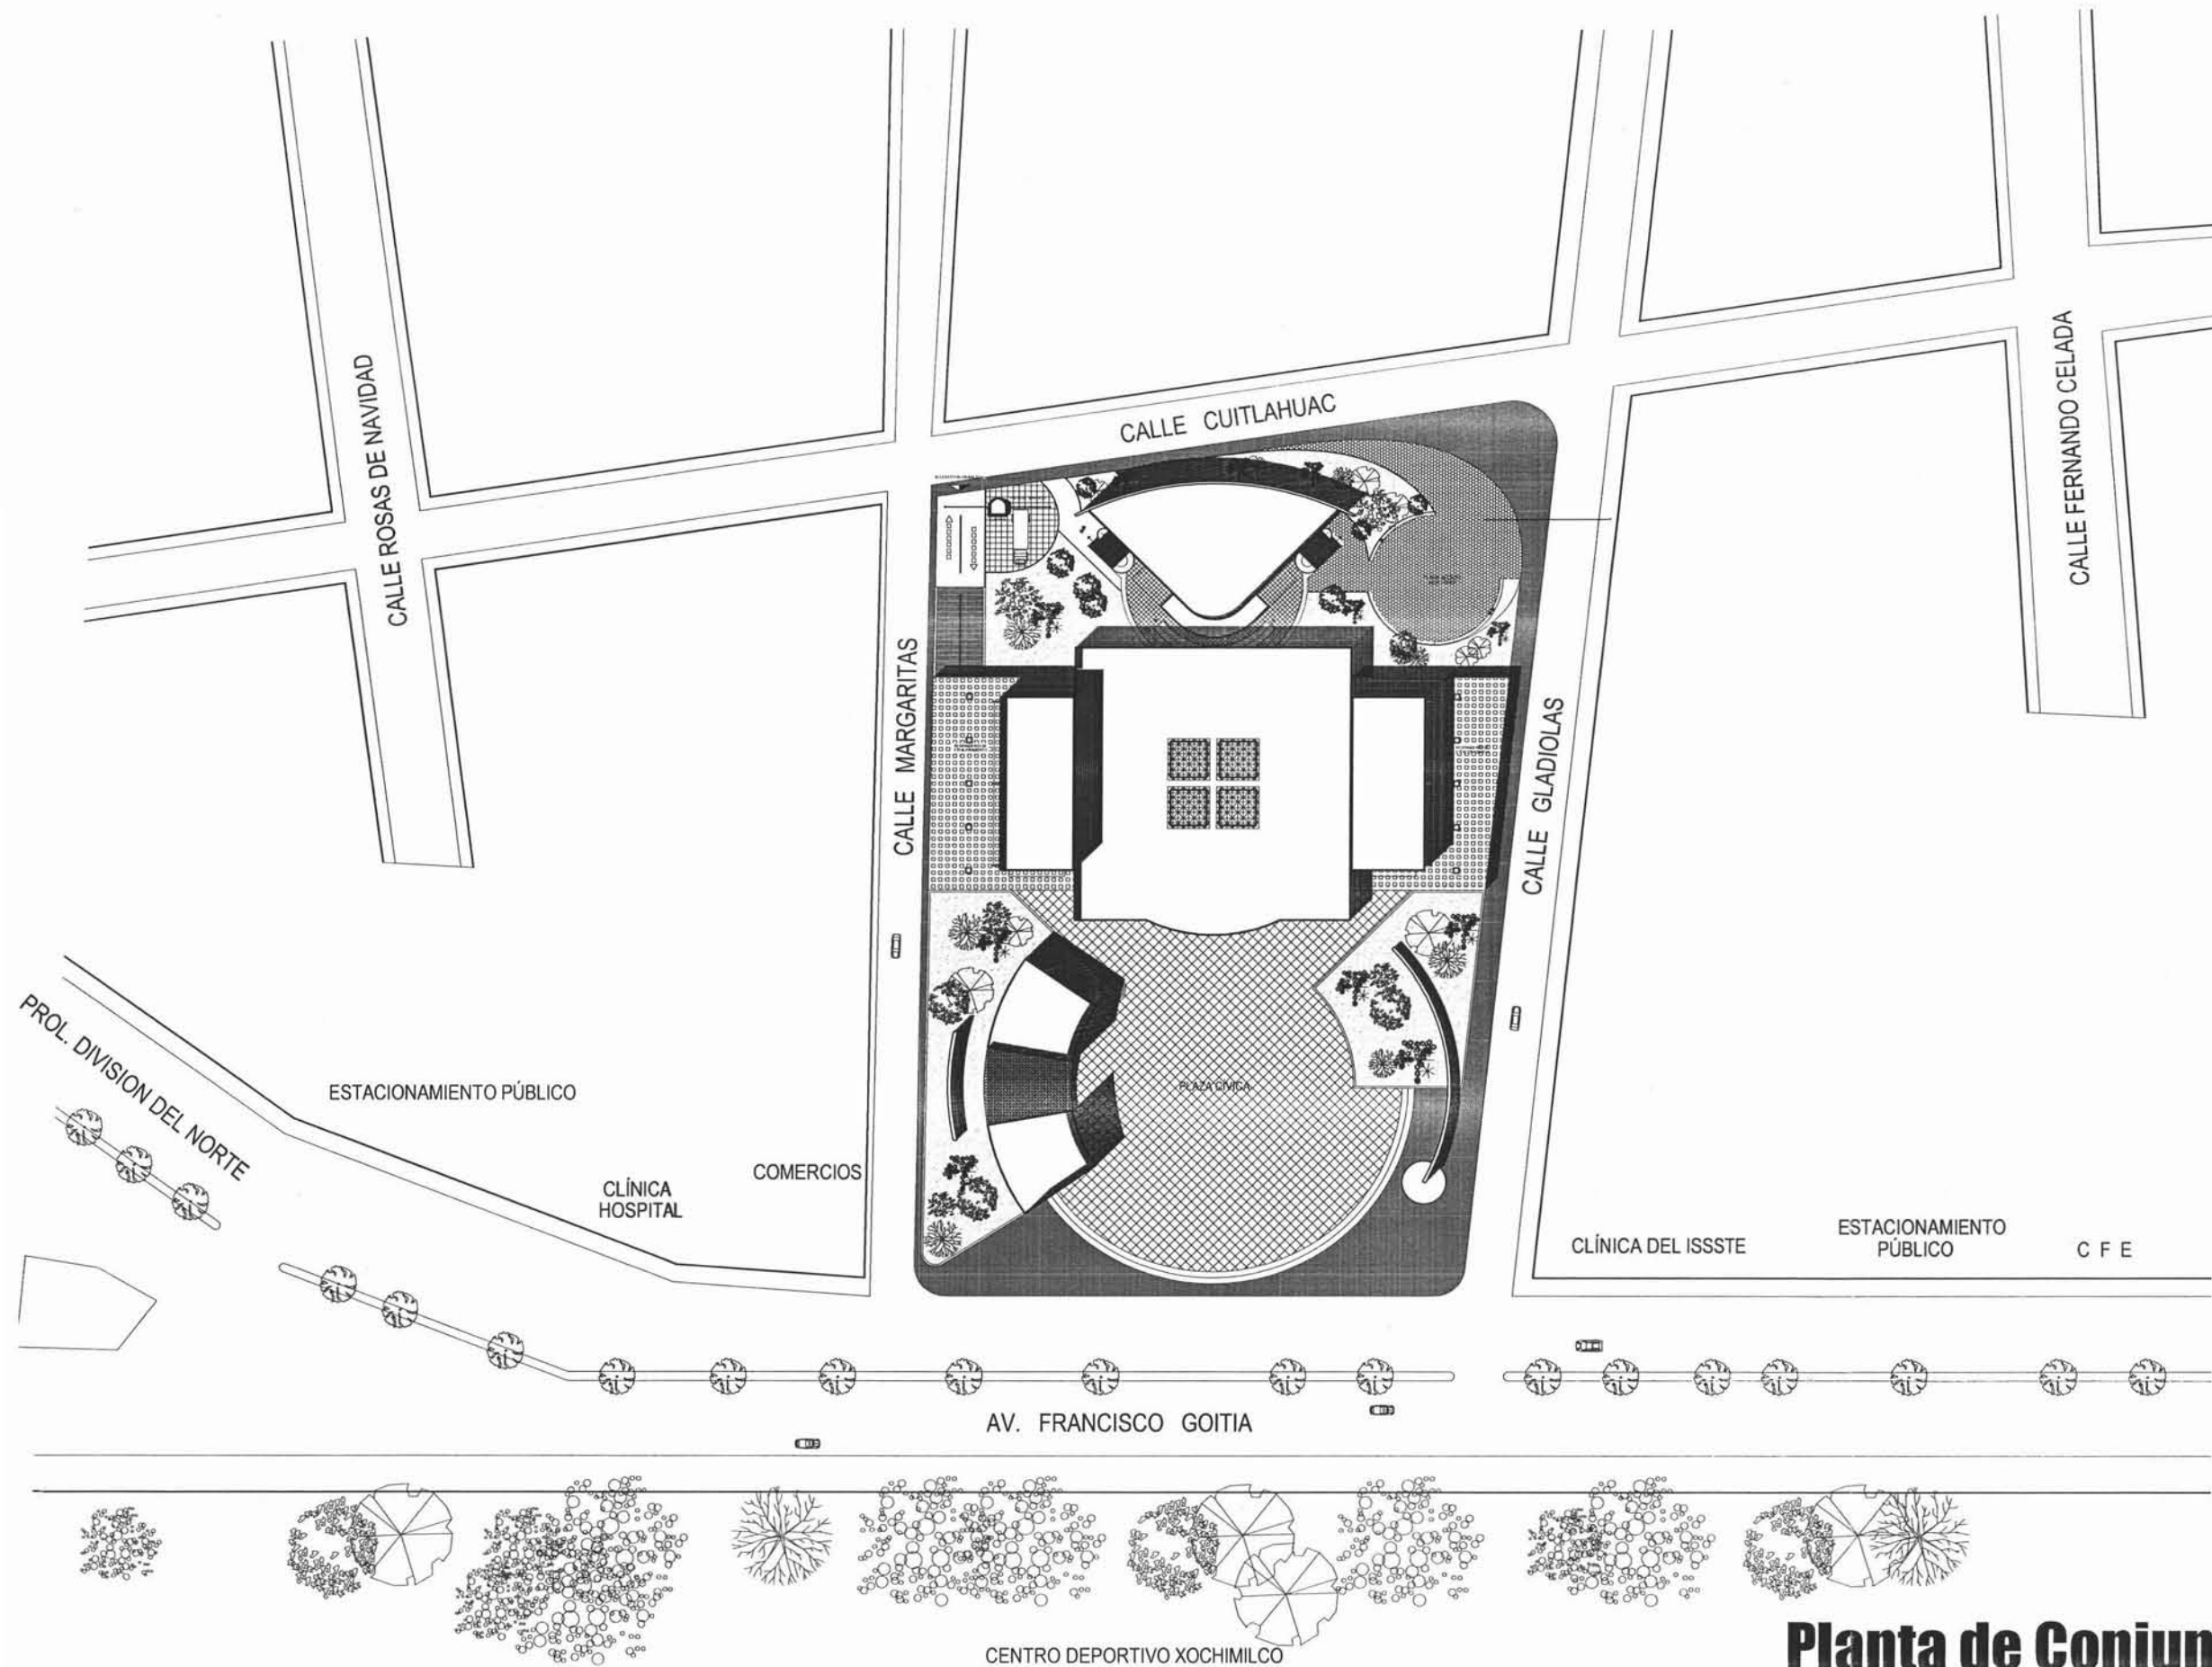 CALLE ROSAS DE NAVIDAD
CALLE CUITLAHUAC
CALLE FERNANDO CELADA
CALLE MARGARITAS
CALLE GLADIOLAS
PROL. DIVISION DEL NORTE
ESTACIONAMIENTO PÚBLICO
PLAZA CIVICA
COMERCIOS
CLÍNICA
HOSPITAL
CLÍNICA DEL ISSSTE
ESTACIONAMIENTO
PÚBLICO
C F E
AV. FRANCISCO GOITIA
CENTRO DEPORTIVO XOCHIMILCO
Planta de Conjun